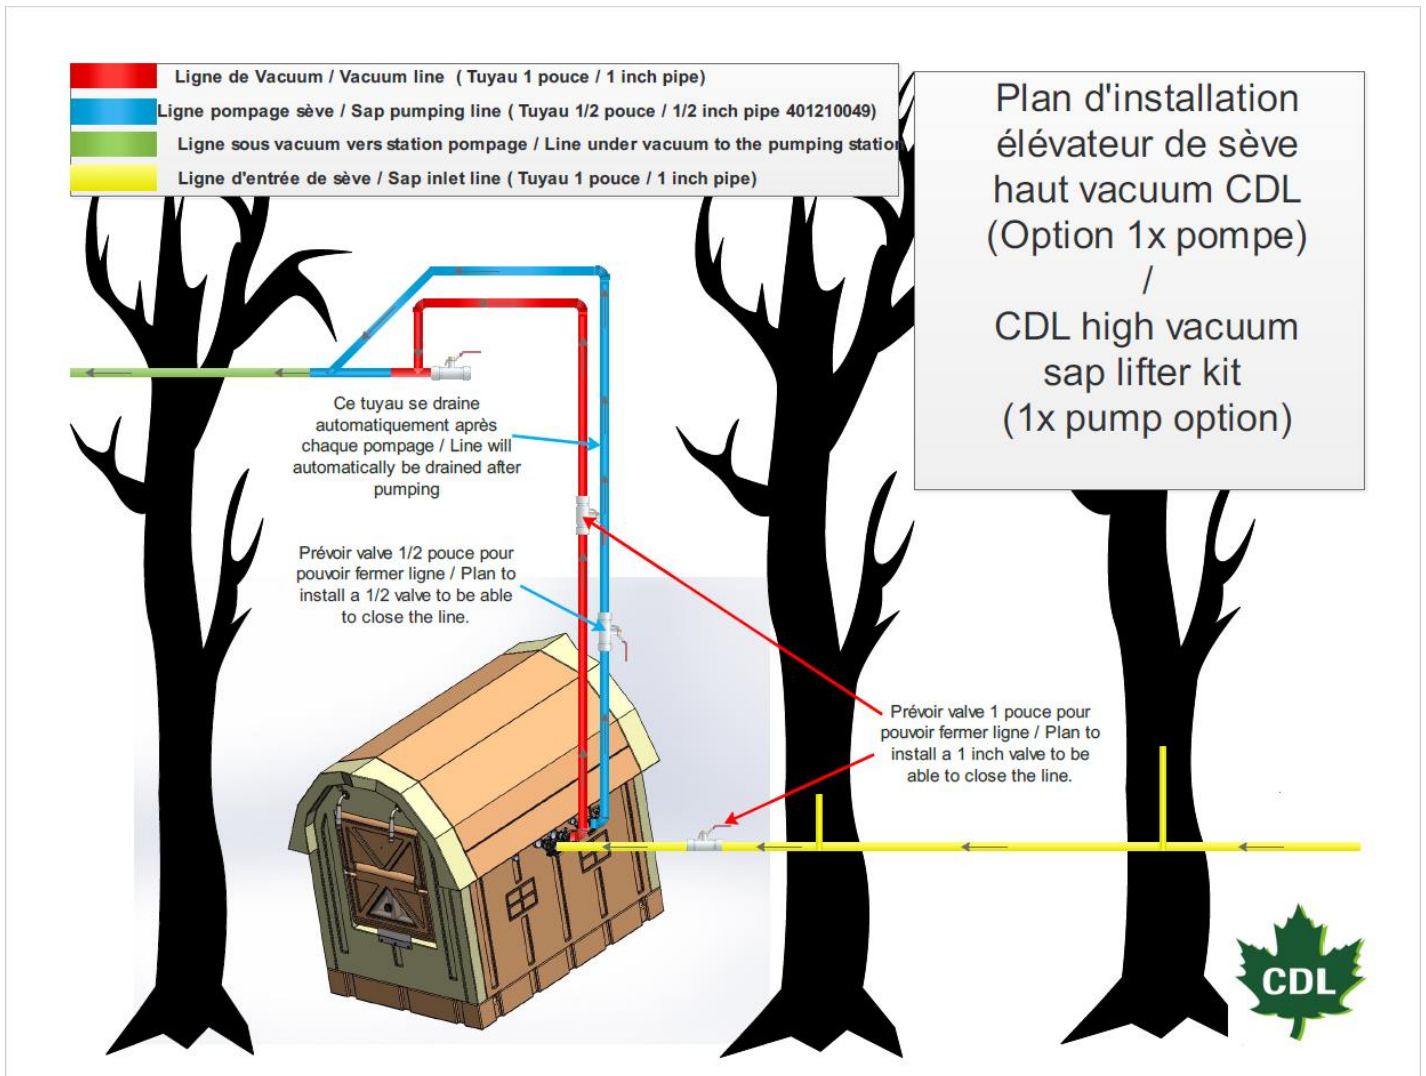 Ligne de Vacuum / Vacuum line ( Tuyau 1 pouce / 1 inch pipe)
Ligne pompage sève / Sap pumping line ( Tuyau 1/2 pouce / 1/2 inch pipe 401210049)
Ligne sous vacuum vers station pompage / Line under vacuum to the pumping station
Ligne d'entrée de sève / Sap inlet line ( Tuyau 1 pouce / 1 inch pipe)
Plan d'installation
élévateur de sève
haut vacuum CDL
(Option 1x pompe)
/
CDL high vacuum
sap lifter kit
(1x pump option)
Ce tuyau se draine
automatiquement après
chaque pompage / Line will
automatically be drained after
pumping
Prévoir valve 1/2 pouce pour
pouvoir fermer ligne / Plan to
install a 1/2 valve to be able
to close the line.
Prévoir valve 1 pouce pour
pouvoir fermer ligne / Plan to
install a 1 inch valve to be
able to close the line.
CDL